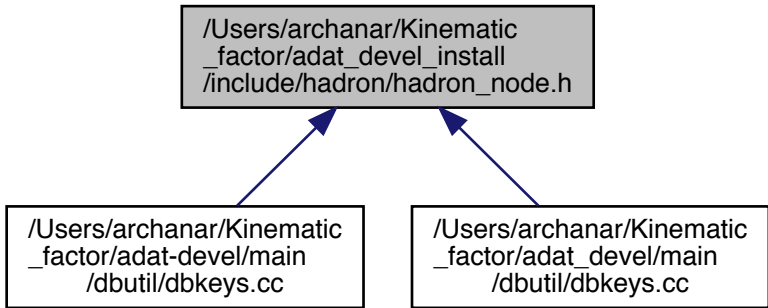 /Users/archanar/Kinematic
_factor/adat_devel_install
/include/hadron/hadron_node.h
/Users/archanar/Kinematic
_factor/adat-devel/main
/dbutil/dbkeys.cc
/Users/archanar/Kinematic
_factor/adat_devel/main
/dbutil/dbkeys.cc